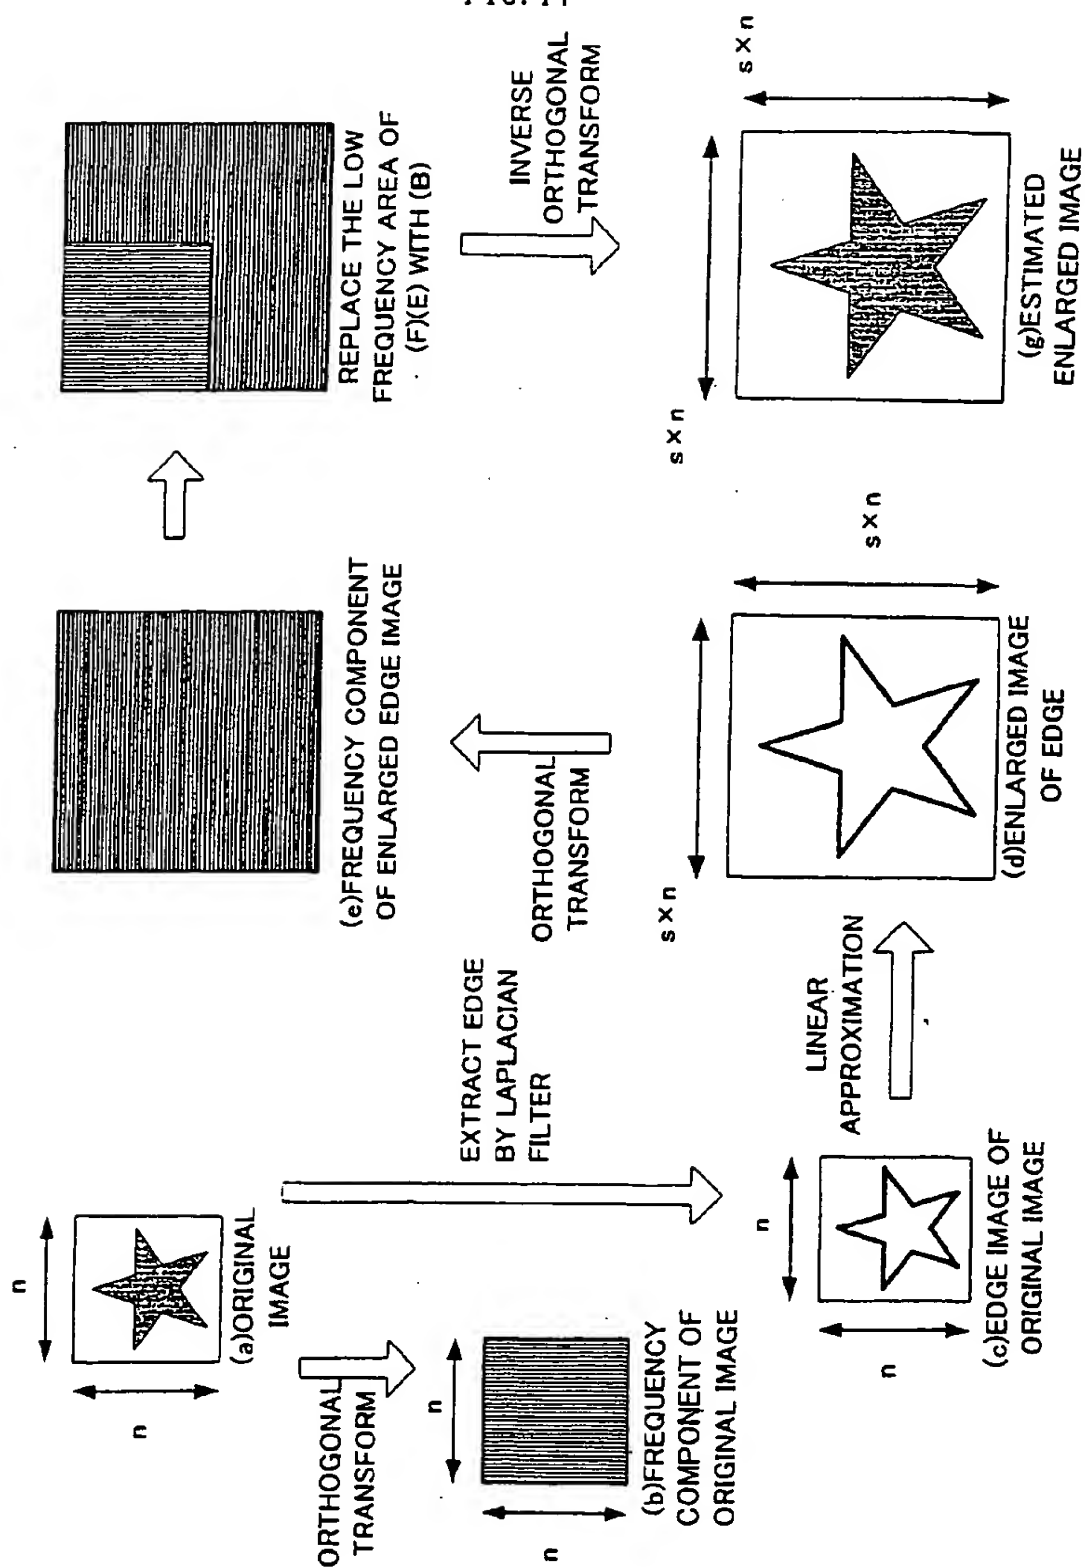 n
n
(a)ORIGINAL
IMAGE
ORTHOGONAL
TRANSFORM
n
n
(b)FREQUENCY
COMPONENT OF
ORIGINAL IMAGE
EXTRACT EDGE
BY LAPLACIAN
FILTER
n
n
(c)EDGE IMAGE OF
ORIGINAL IMAGE
LINEAR
APPROXIMATION
s×n
s×n
(d)ENLARGED IMAGE
OF EDGE
ORTHOGONAL
TRANSFORM
(e)FREQUENCY COMPONENT
OF ENLARGED EDGE IMAGE
REPLACE THE LOW
FREQUENCY AREA OF
(F)(E) WITH (B)
INVERSE
ORTHOGONAL
TRANSFORM
s×n
s×n
(g)ESTIMATED
ENLARGED IMAGE